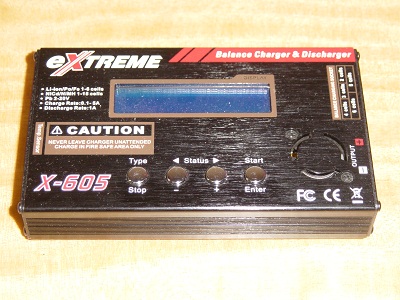 eXTREME
Balance Charger & Discharger
Li-Ion/Po/Fe 1-6 cells
NiCd/NiMH 1-15 cells
Pb 2-20V
Charge Rate:0.1- 5A
Discharge Rate:1A
CAUTION
NEVER LEAVE CHARGER UNATTENDED
CHARGE IN FIRE SAFE AREA ONLY
Type
Status
Start
Stop
-
+
Enter
X-605
OUTPUT
FC CE